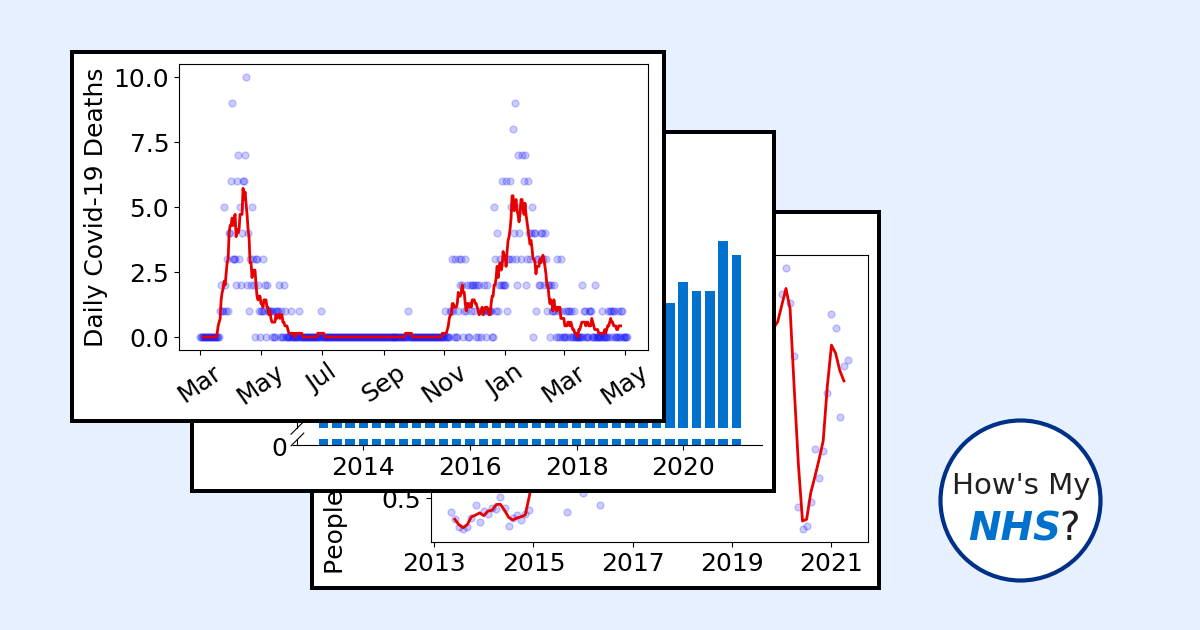 Daily Covid-19 Deaths
10.0
7.5
5.0
2.5
0.0
Mar May Jul Sep Nov Jan Mar May
0
2014 2016 2018 2020
People
0.5
2013 2015 2017 2019 2021
How's My
NHS?